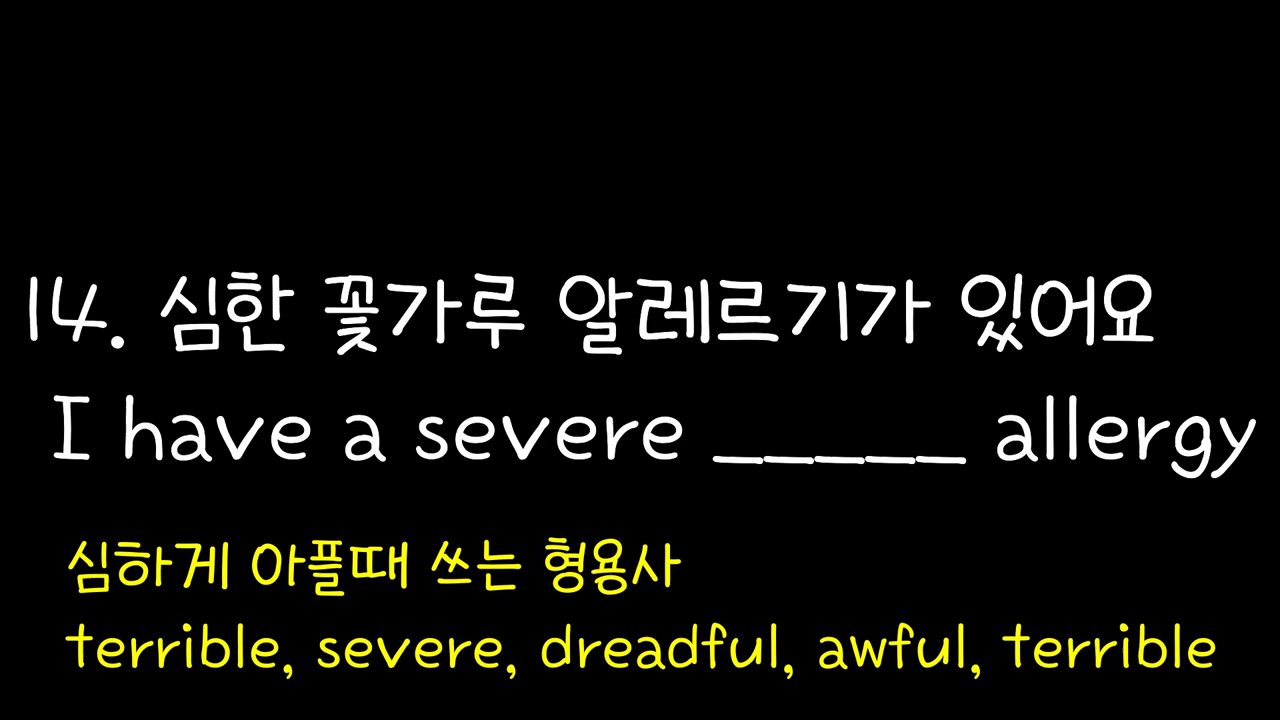 14. 심한 꽃가루 알레르기가 있어요
I have a severe _____ allergy
심하게 아플때 쓰는 형용사
terrible, severe, dreadful, awful, terrible